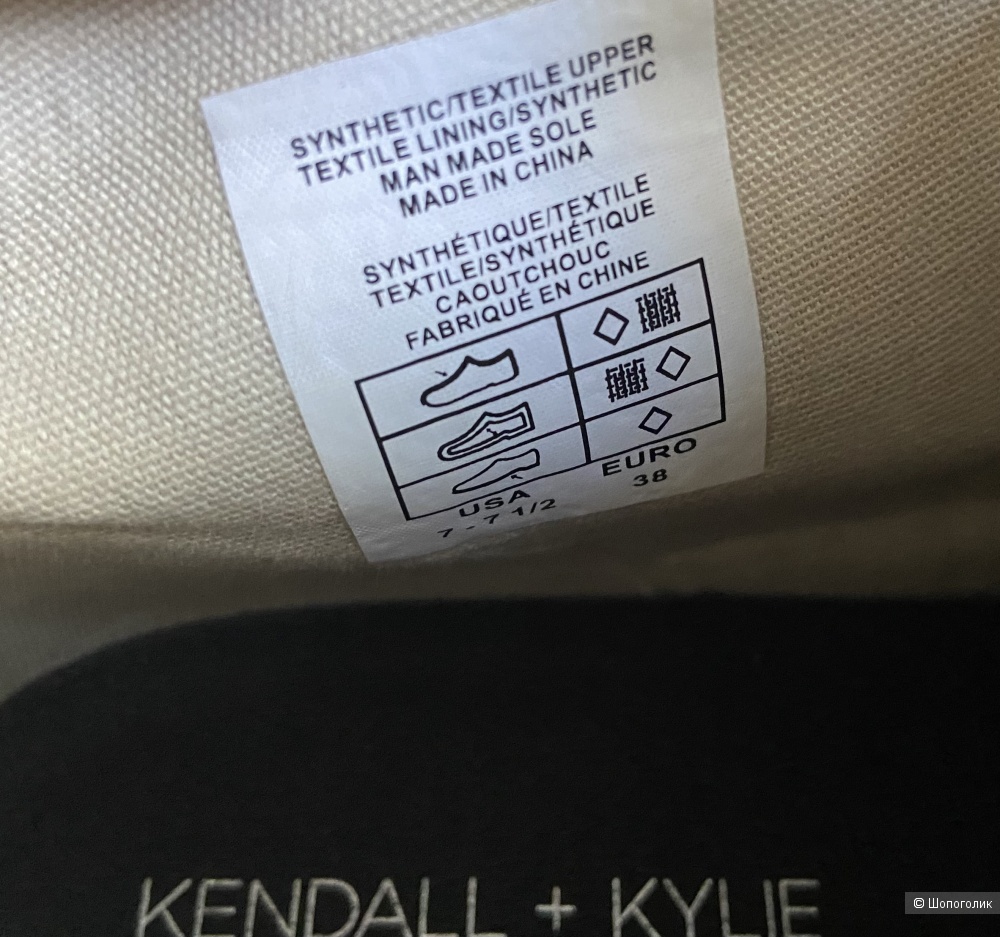 SYNTHETIC/TEXTILE UPPER
TEXTILE LINING/SYNTHETIC
MAN MADE SOLE
MADE IN CHINA
SYNTHÉTIQUE/TEXTILE
TEXTILE/SYNTHÉTIQUE
CAOUTCHOUC
FABRIQUÉ EN CHINE
USA EURO
7 - 7 1/2 38
KENDALL + KYLIE
© Шопоголик